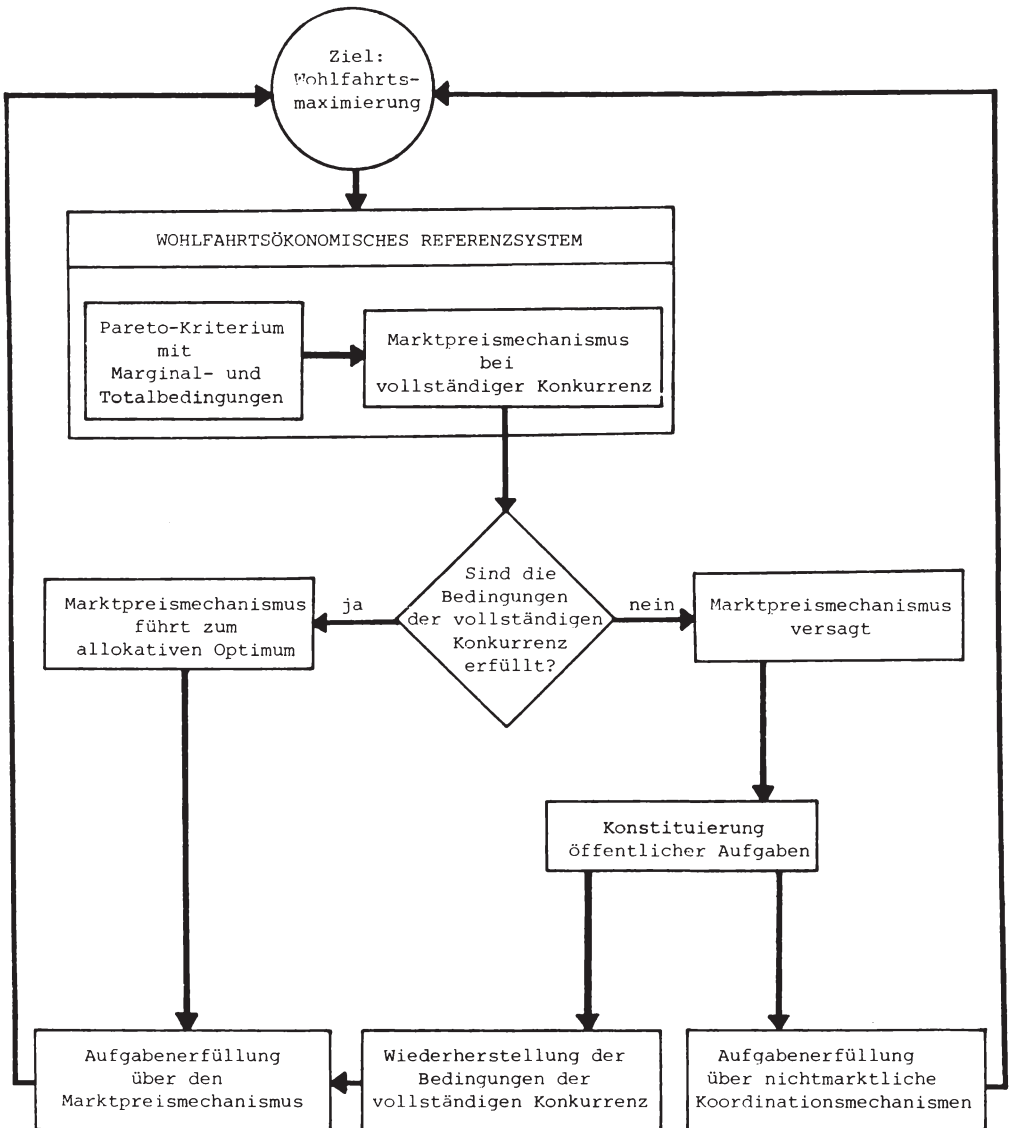 Ziel:
Wohlfahrts-
maximierung
WOHLFAHRTSÖKONOMISCHES REFERENZSYSTEM
Pareto-Kriterium
mit
Marginal- und
Totalbedingungen
Marktpreismechanismus
bei
vollständiger Konkurrenz
Sind die
Bedingungen
der vollständigen
Konkurrenz
erfüllt?
ja
nein
Marktpreismechanismus
führt zum
allokativen Optimum
Marktpreismechanismus
versagt
Konstituierung
öffentlicher Aufgaben
Aufgabenerfüllung
über den
Marktpreismechanismus
Wiederherstellung der
Bedingungen der
vollständigen Konkurrenz
Aufgabenerfüllung
über nichtmarktliche
Koordinationsmechanismen